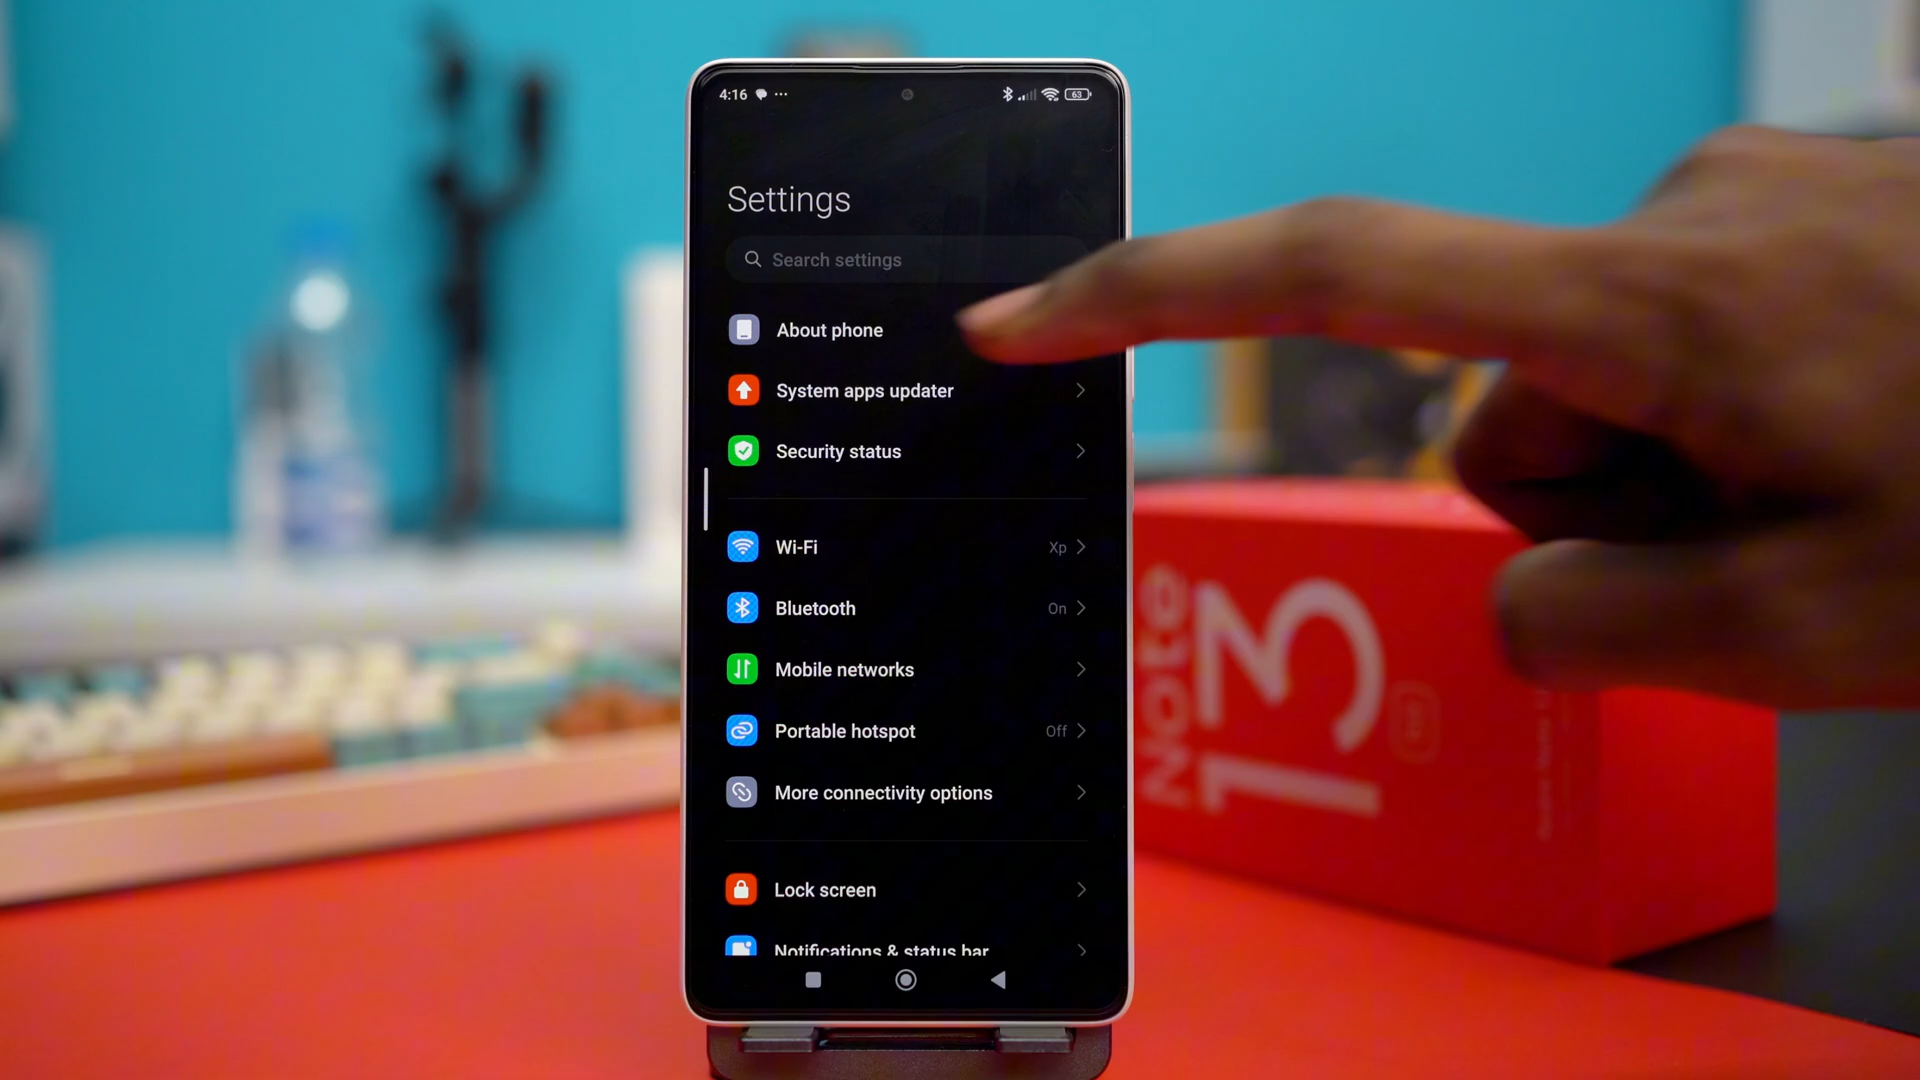 4:16
63
Settings
Search settings
About phone
System apps updater
Security status
Wi-Fi
Xp
Bluetooth
On
Mobile networks
Portable hotspot
Off
More connectivity options
Lock screen
Notifications & status bar
Note
13